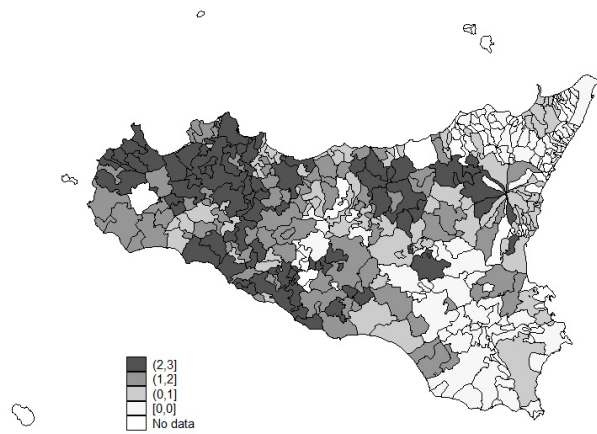 (2,3]
(1,2]
(0,1]
[0,0]
No data